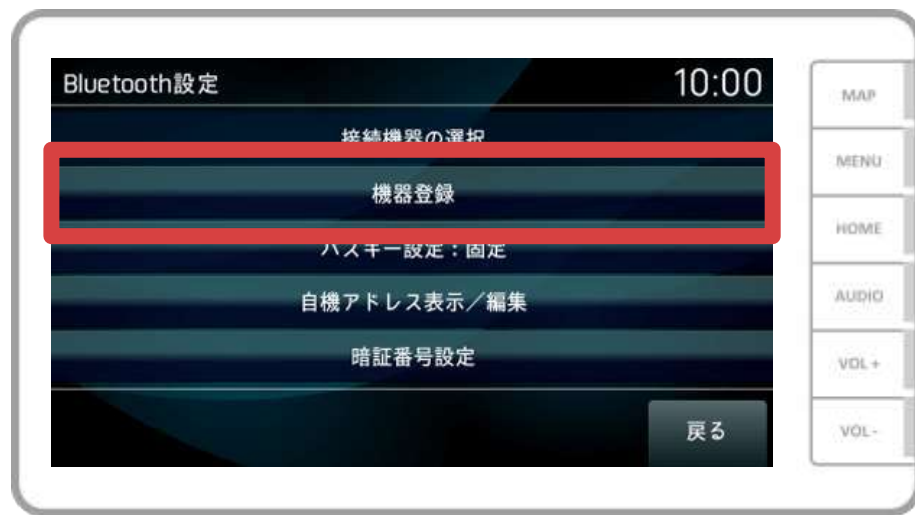 Bluetooth設定 10:00
接続機器の選択
機器登録
パスキー設定:固定
自機アドレス表示/編集
暗証番号設定
戻る
MAP
MENU
HOME
AUDIO
VOL+
VOL-